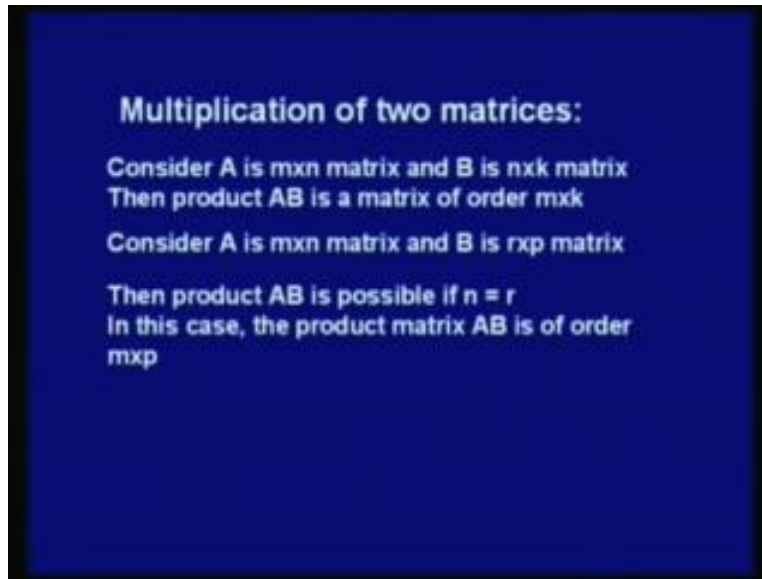 Multiplication of two matrices:
Consider A is mxn matrix and B is nxk matrix
Then product AB is a matrix of order mxk
Consider A is mxn matrix and B is rxp matrix
Then product AB is possible if n = r
In this case, the product matrix AB is of order
mxp